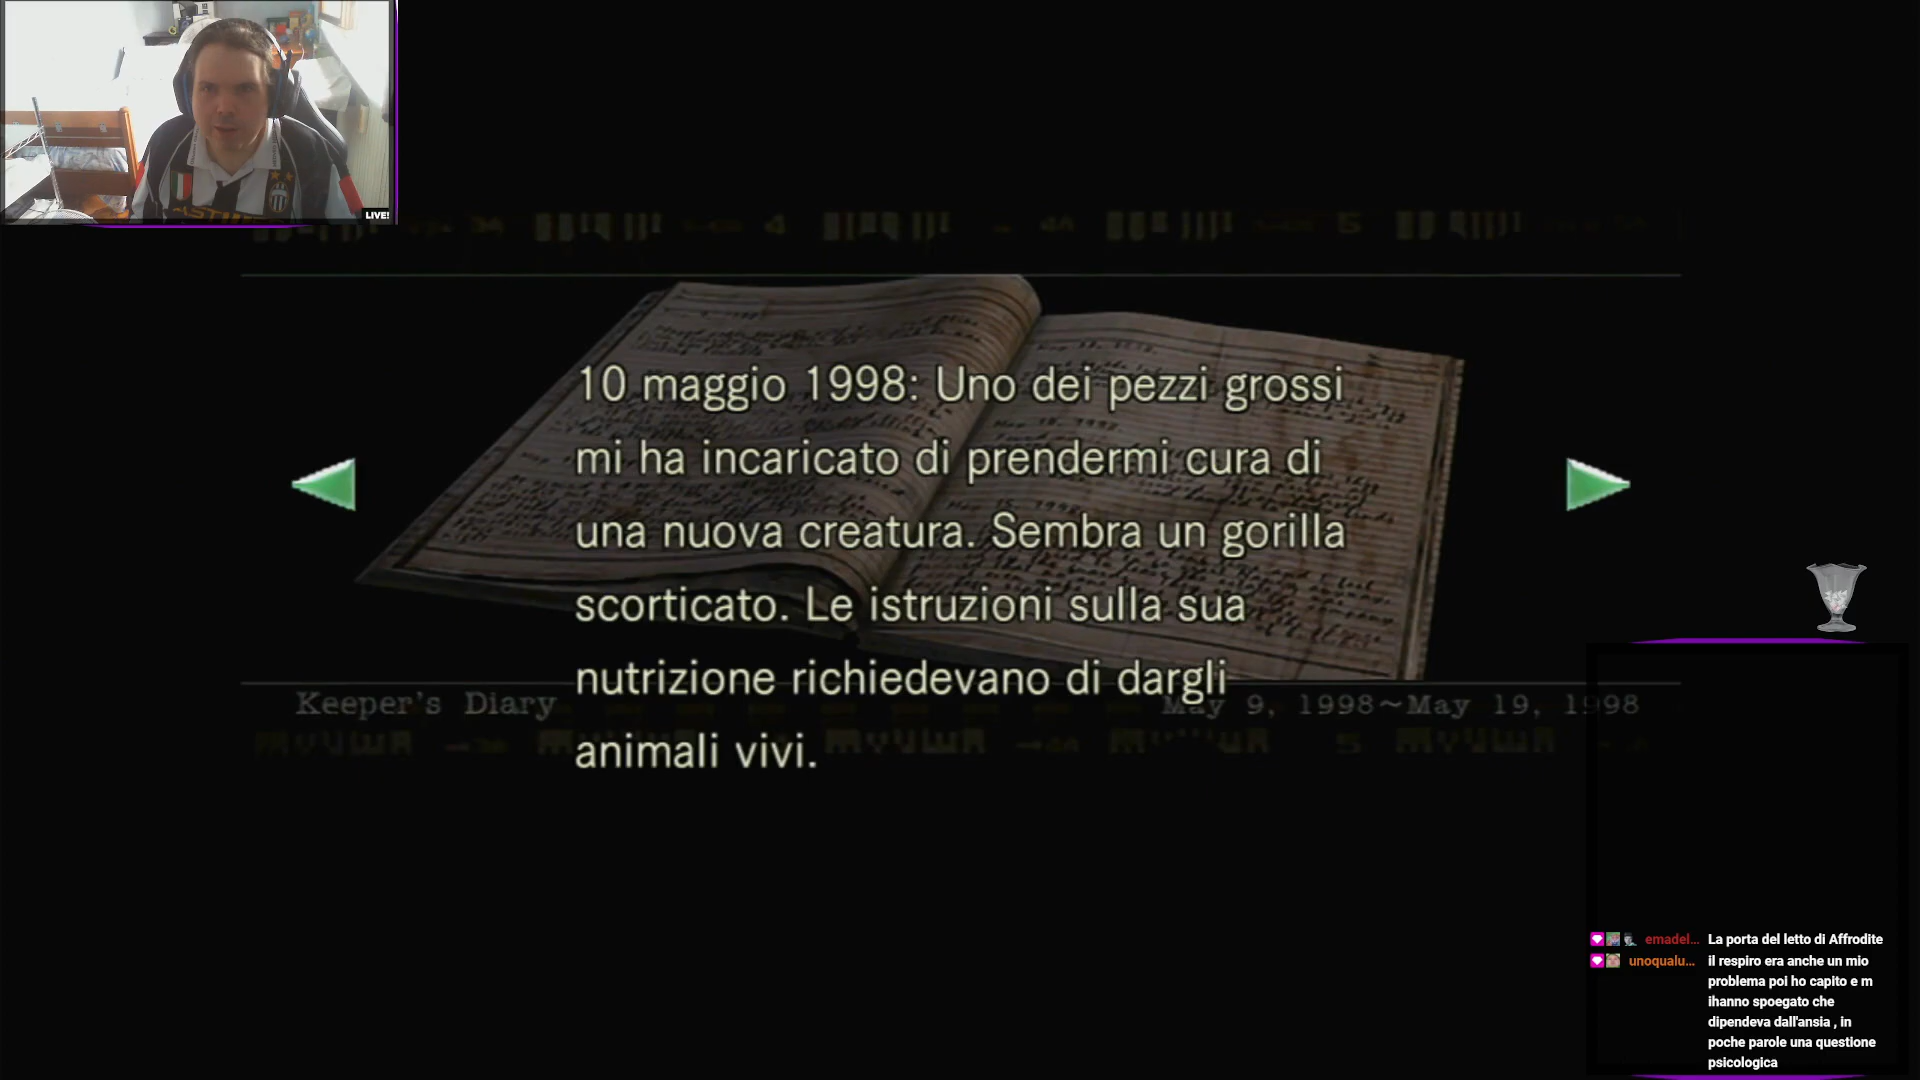 LIVE!
10 maggio 1998: Uno dei pezzi grossi
mi ha incaricato di prendermi cura di
una nuova creatura. Sembra un gorilla
scorticato. Le istruzioni sulla sua
nutrizione richiedevano di dargli
animali vivi.
Keeper's Diary
May 9, 1998~May 19, 1998
emadel... La porta del letto di Affrodite
unoqualu... il respiro era anche un mio
problema poi ho capito e m
ihanno spoegato che
dipendeva dall'ansia , in
poche parole una questione
psicologica